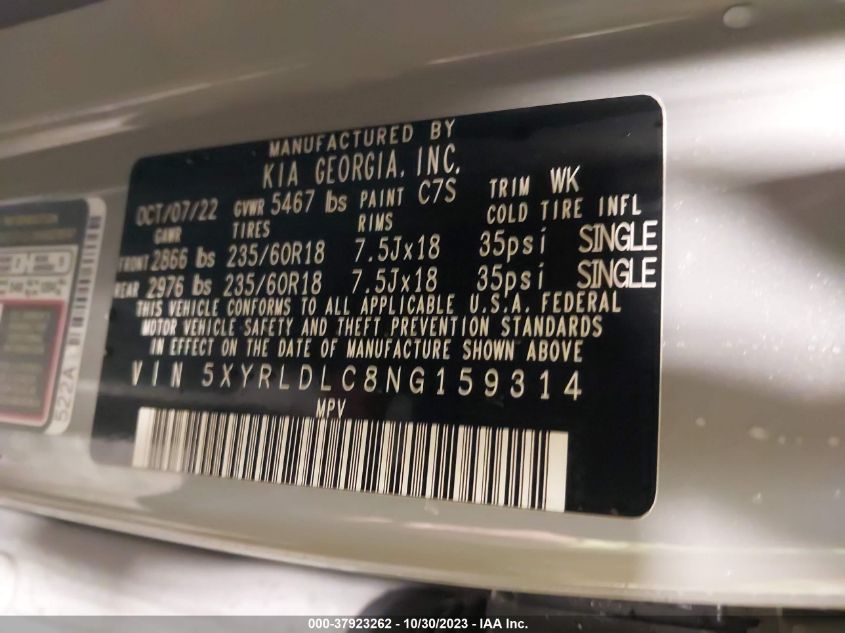 MANUFACTURED BY
KIA GEORGIA, INC.
OCT/07/22 GVWR 5467 lbs PAINT C7S TRIM WK
GAWR TIRES RIMS COLD TIRE INFL
FRONT 2866 lbs 235/60R18 7.5Jx18 35psi SINGLE
REAR 2976 lbs 235/60R18 7.5Jx18 35psi SINGLE
THIS VEHICLE CONFORMS TO ALL APPLICABLE U.S.A. FEDERAL
MOTOR VEHICLE SAFETY AND THEFT PREVENTION STANDARDS
IN EFFECT ON THE DATE OF MANUFACTURE SHOWN ABOVE
VIN 5XYRLDLC8NG159314
MPV
522A
000-37923262 - 10/30/2023 - IAA Inc.